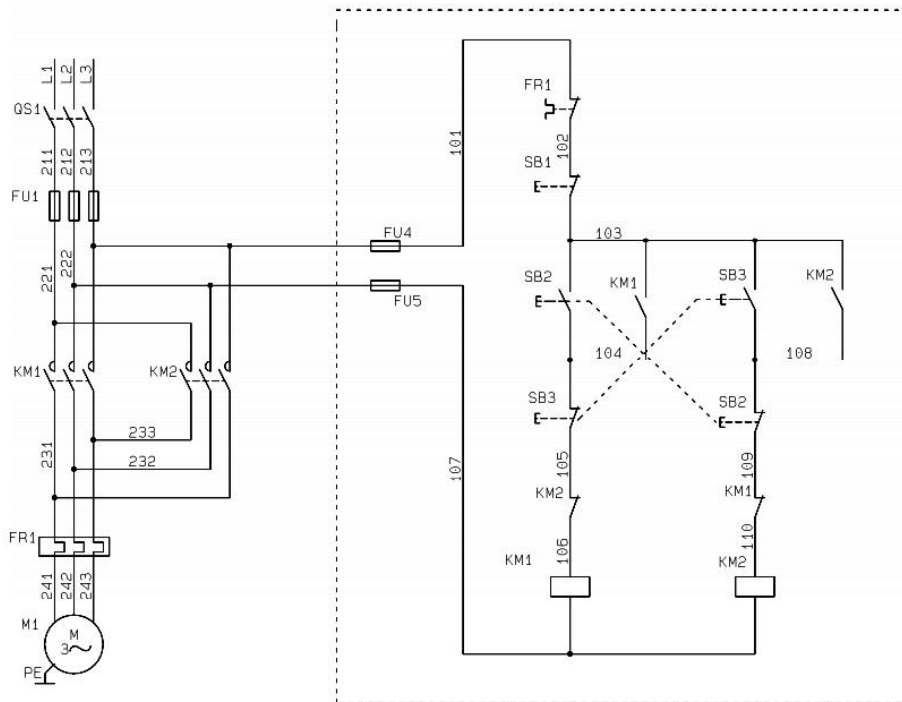 L1 L2 L3
QS1
211 212 213
FU1
221 222
KM1
KM2
233
232
231
FR1
241 242 243
M1
M
3
PE
FU4
FU5
101
107
FR1
102
SB1
103
SB2
KM1
SB3
KM2
104
108
SB3
SB2
105
109
KM2
KM1
106
110
KM1
KM2